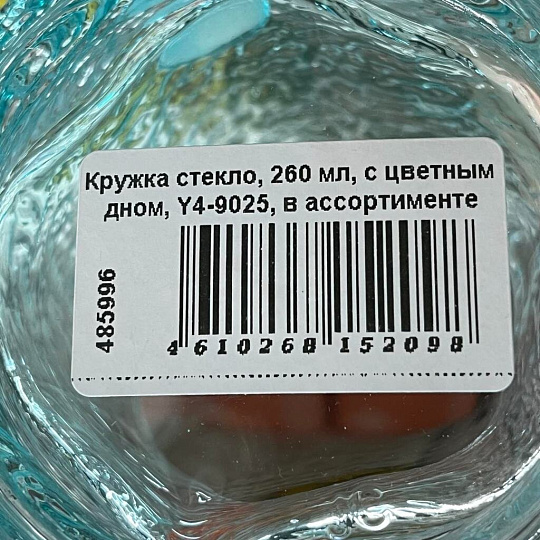 Кружка стекло, 260 мл, с цветным
дном, Y4-9025, в ассортименте
485996
4 610268 152098